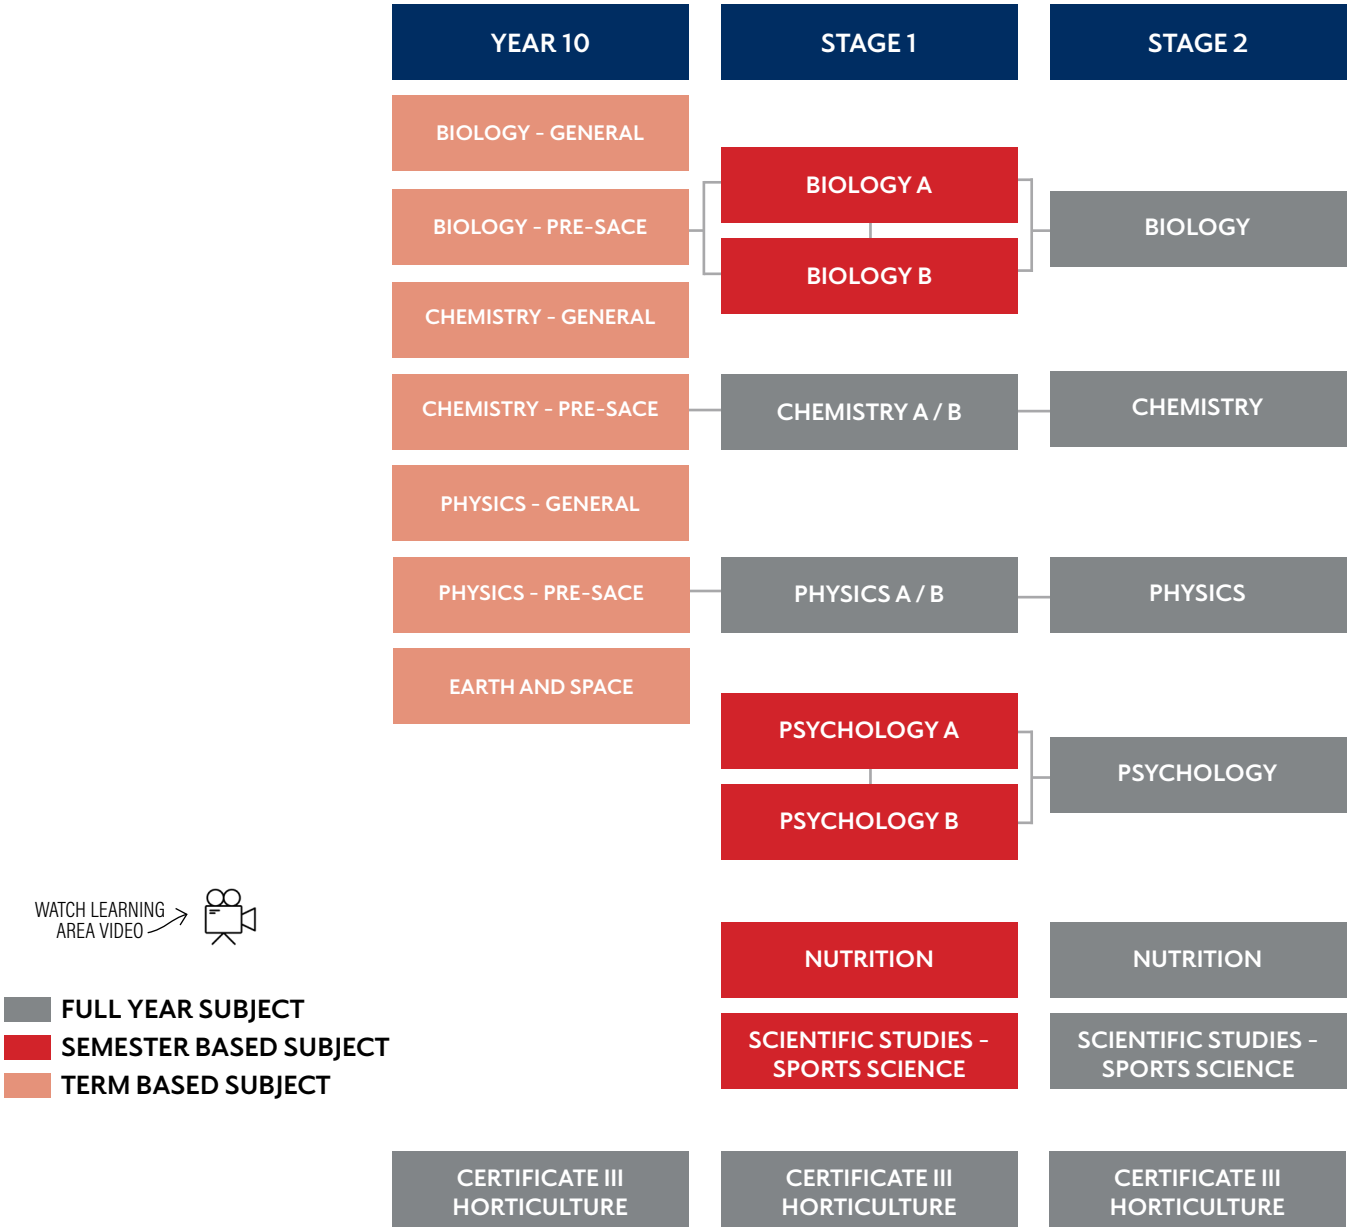 YEAR 10
STAGE 1
STAGE 2
BIOLOGY - GENERAL
BIOLOGY - PRE-SACE
CHEMISTRY - GENERAL
CHEMISTRY - PRE-SACE
PHYSICS - GENERAL
PHYSICS - PRE-SACE
EARTH AND SPACE
BIOLOGY A
BIOLOGY B
BIOLOGY
CHEMISTRY A / B
CHEMISTRY
PHYSICS A / B
PHYSICS
PSYCHOLOGY A
PSYCHOLOGY B
PSYCHOLOGY
NUTRITION
NUTRITION
SCIENTIFIC STUDIES -
SPORTS SCIENCE
SCIENTIFIC STUDIES -
SPORTS SCIENCE
WATCH LEARNING
AREA VIDEO
FULL YEAR SUBJECT
SEMESTER BASED SUBJECT
TERM BASED SUBJECT
CERTIFICATE III
HORTICULTURE
CERTIFICATE III
HORTICULTURE
CERTIFICATE III
HORTICULTURE